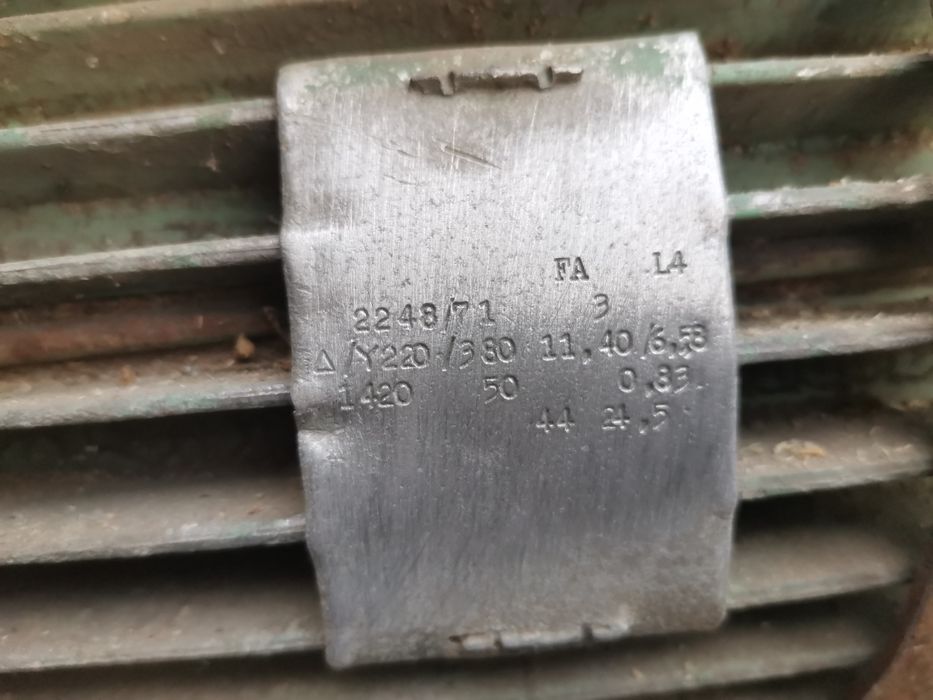 FA L4
2248/71 3
△/Y220/380 11,40/6,58
1420 50 0,83
44 24,5